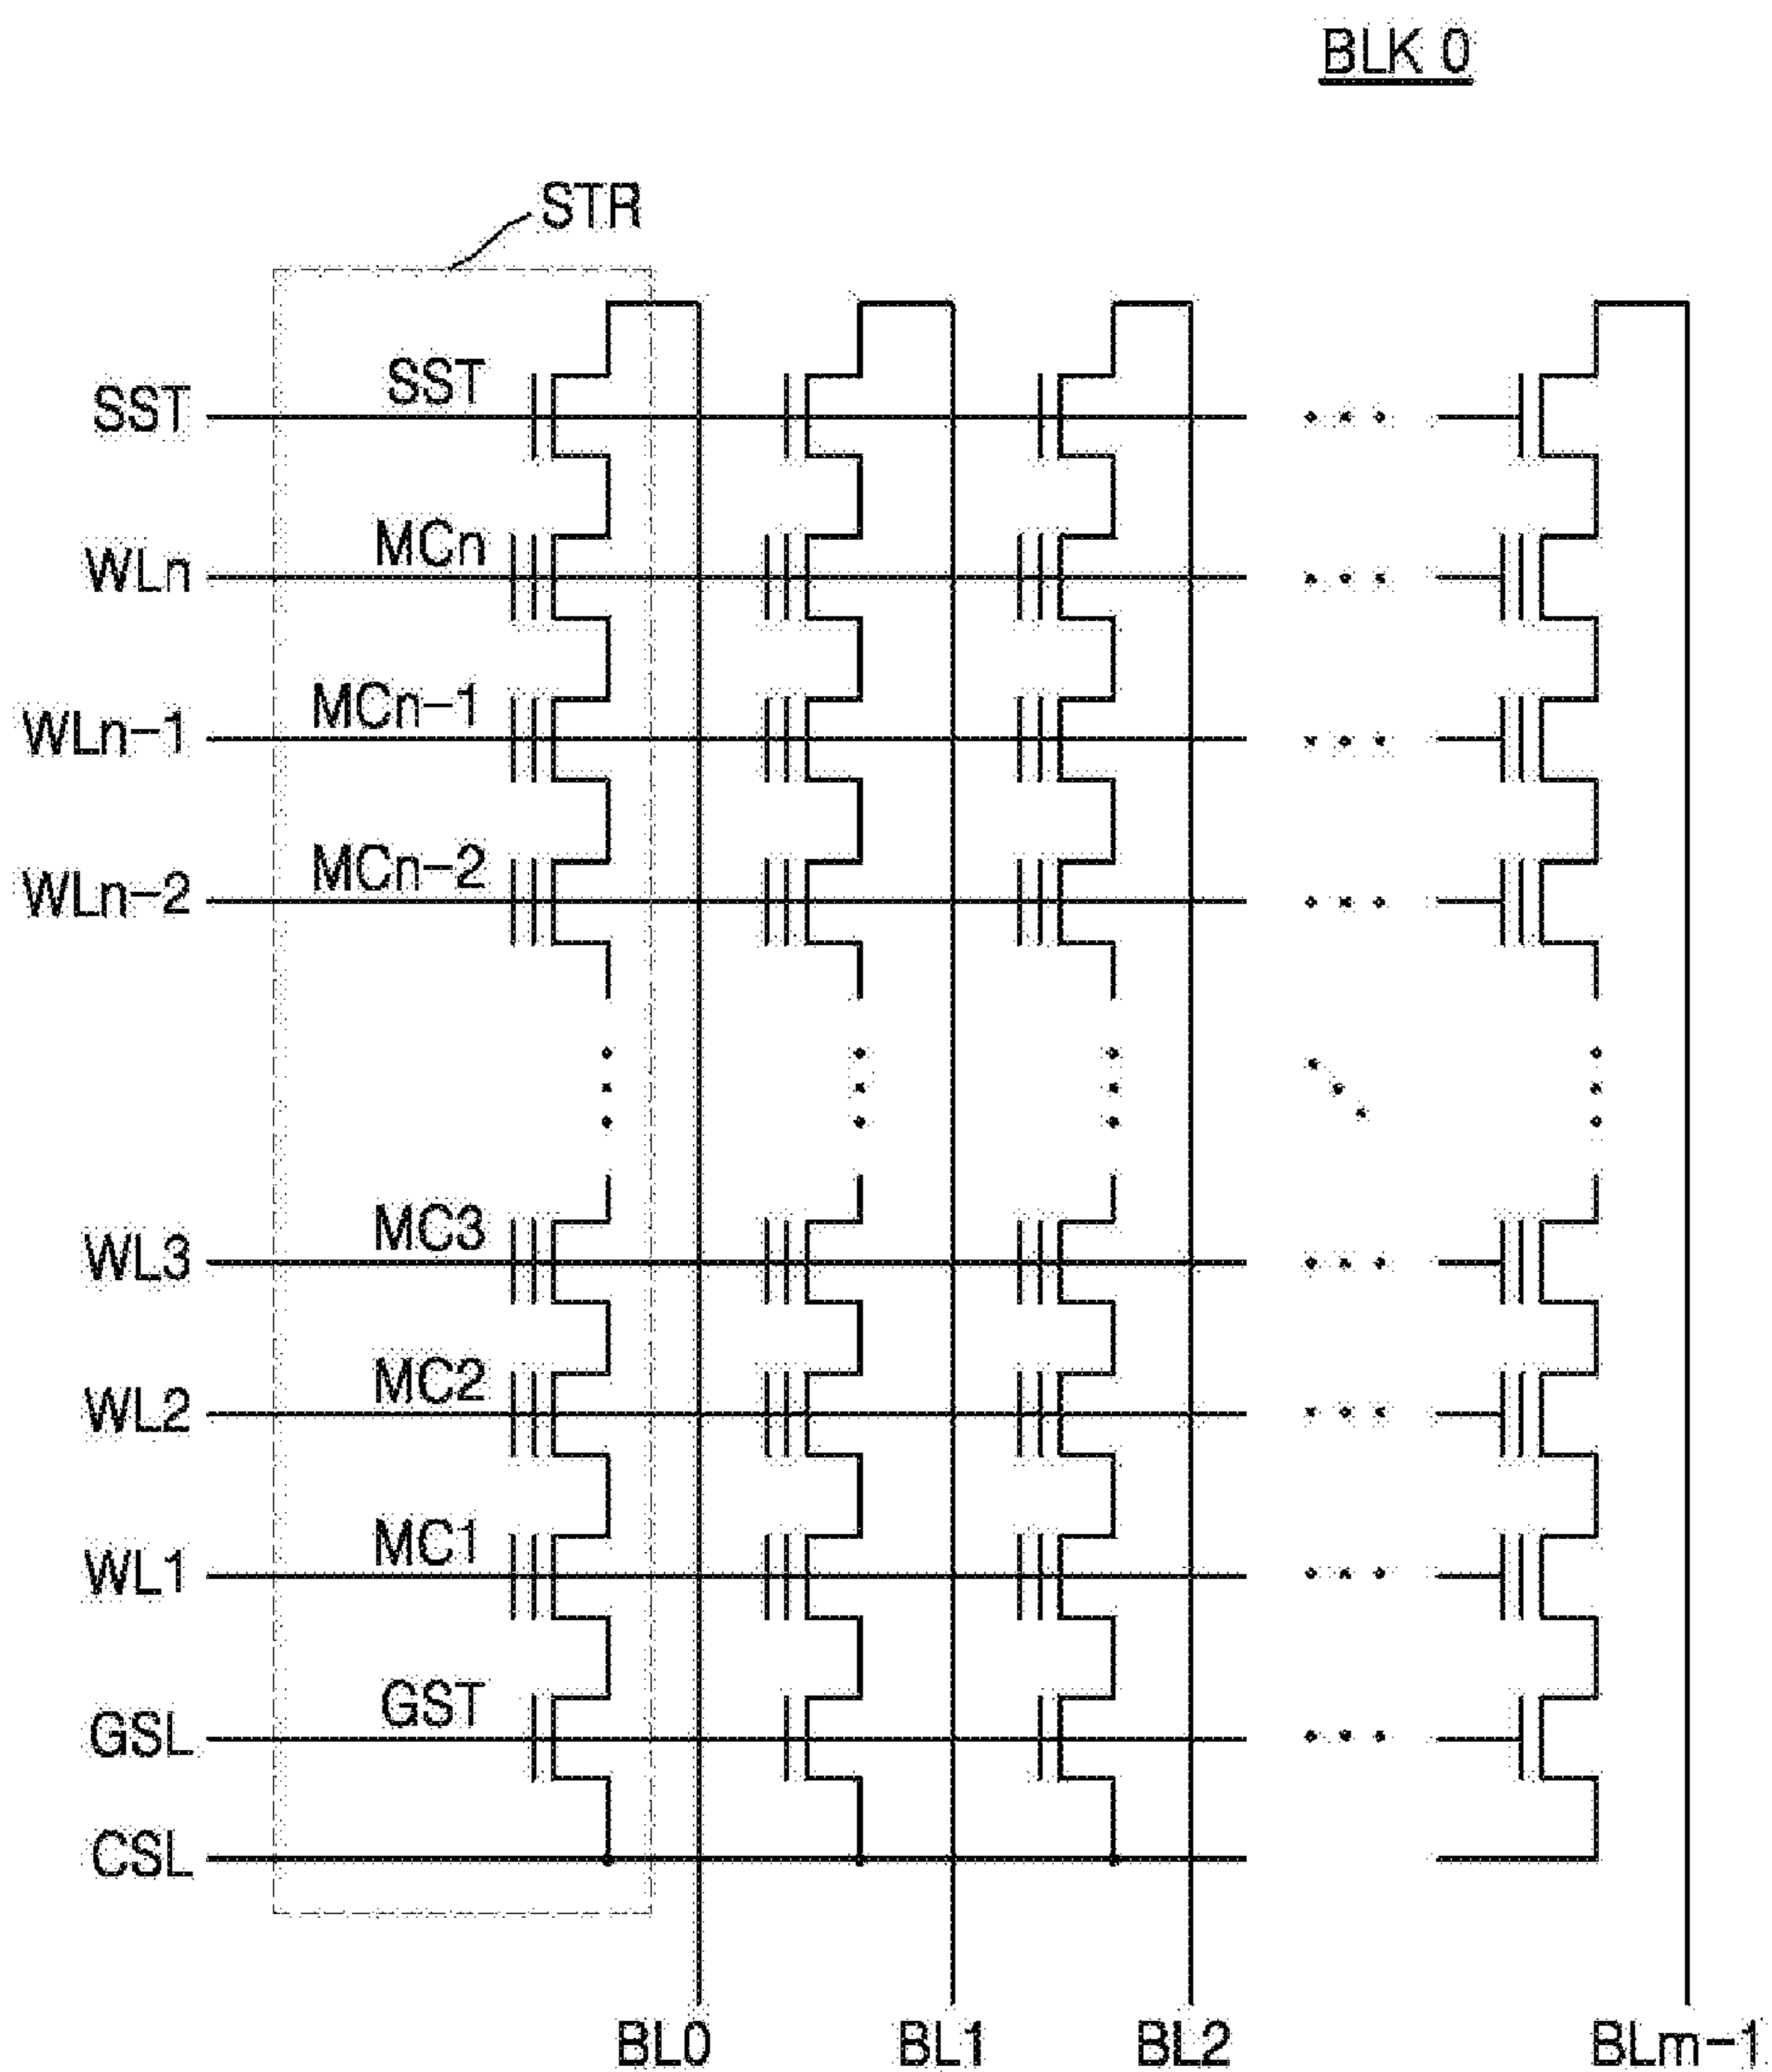 BLK 0
STR
SST SST
WLn MCn
WLn-1 MCn-1
WLn-2 MCn-2
WL3 MC3
WL2 MC2
WL1 MC1
GSL GST
CSL
BL0 BL1 BL2 BLm-1